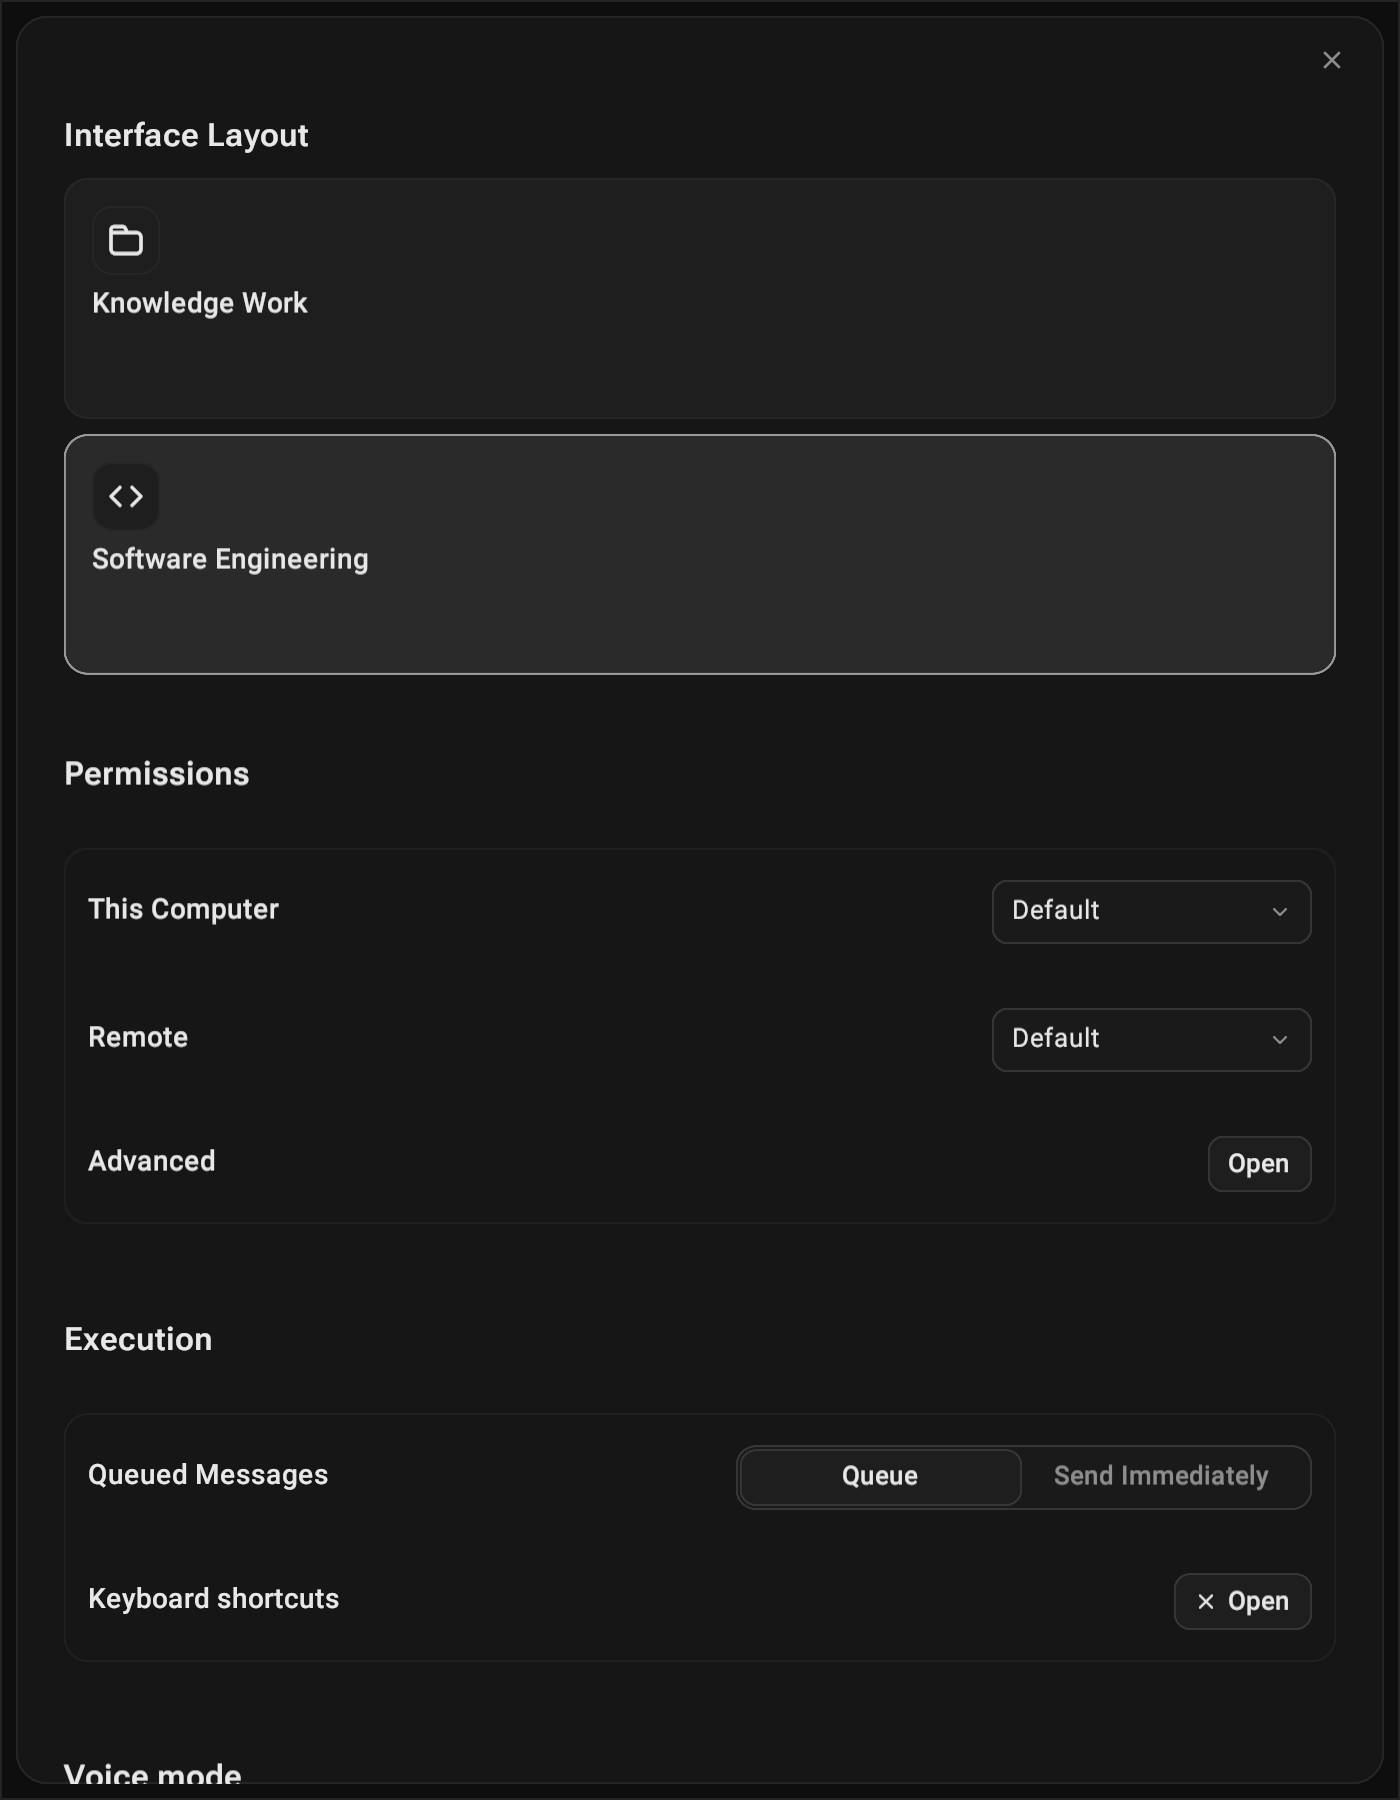 Interface Layout
Knowledge Work
Software Engineering
Permissions
This Computer
Default
Remote
Default
Advanced
Open
Execution
Queued Messages
Queue
Send Immediately
Keyboard shortcuts
Open
Voice mode